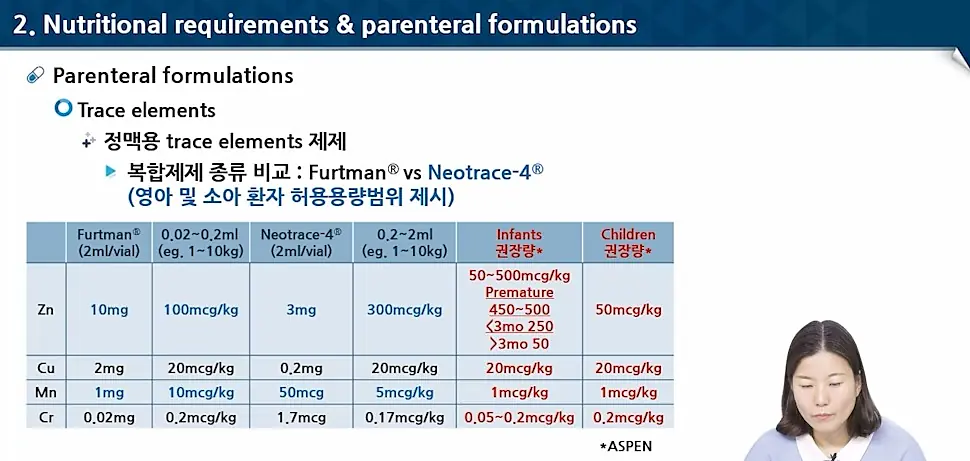 2. Nutritional requirements & parenteral formulations
Parenteral formulations
Trace elements
정맥용 trace elements 제제
복합제제 종류 비교 : Furtman® vs Neotrace-4®
(영아 및 소아 환자 허용용량범위 제시)
Furtman® (2ml/vial) 0.02~0.2ml (eg. 1~10kg) Neotrace-4® (2ml/vial) 0.2~2ml (eg. 1~10kg) Infants 권장량* Children 권장량*
Zn 10mg 100mcg/kg 3mg 300mcg/kg 50~500mcg/kg Premature 450~500 <3mo 250 >3mo 50 50mcg/kg
Cu 2mg 20mcg/kg 0.2mg 20mcg/kg 20mcg/kg 20mcg/kg
Mn 1mg 10mcg/kg 50mcg 5mcg/kg 1mcg/kg 1mcg/kg
Cr 0.02mg 0.2mcg/kg 1.7mcg 0.17mcg/kg 0.05~0.2mcg/kg 0.2mcg/kg
*ASPEN